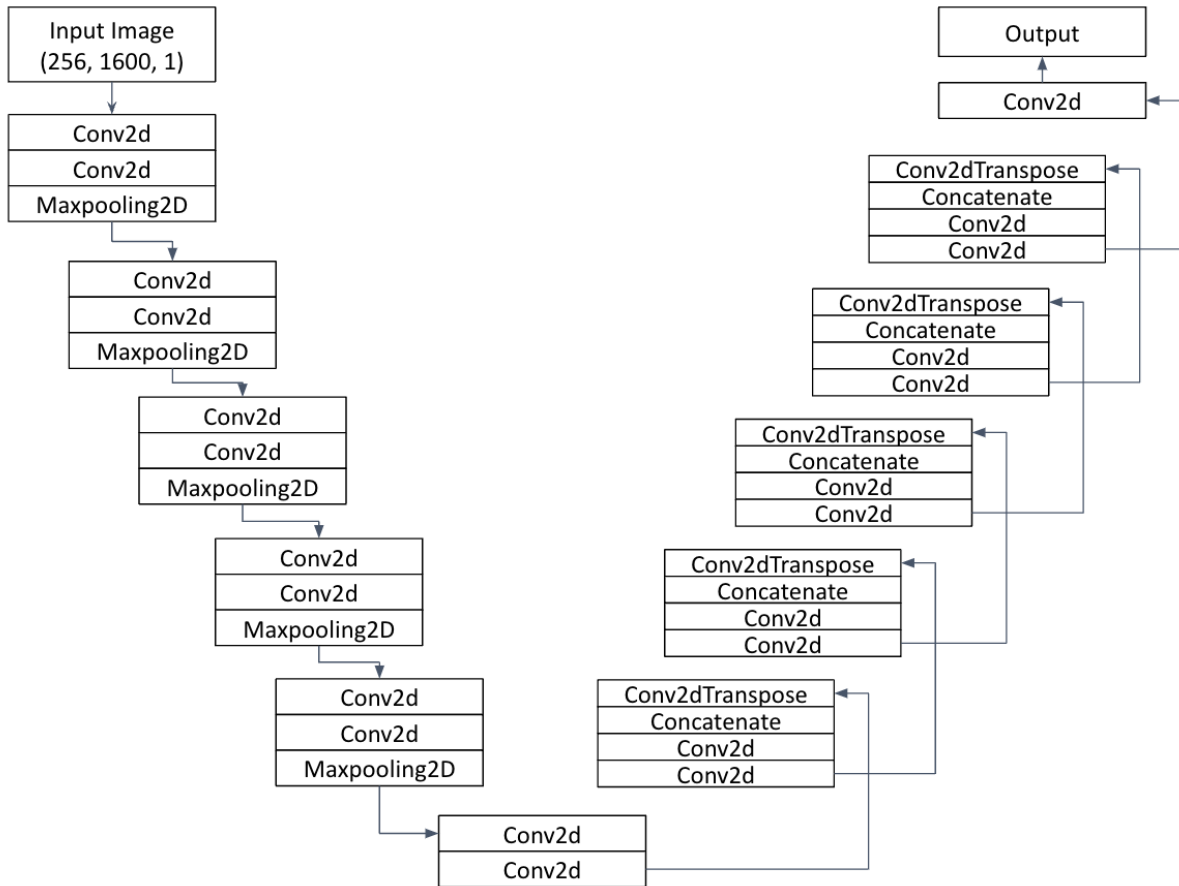 Input Image
(256, 1600, 1)
Conv2d
Conv2d
Maxpooling2D
Conv2d
Conv2d
Maxpooling2D
Conv2d
Conv2d
Maxpooling2D
Conv2d
Conv2d
Maxpooling2D
Conv2d
Conv2d
Maxpooling2D
Conv2d
Conv2d
Conv2dTranspose
Concatenate
Conv2d
Conv2d
Conv2dTranspose
Concatenate
Conv2d
Conv2d
Conv2dTranspose
Concatenate
Conv2d
Conv2d
Conv2dTranspose
Concatenate
Conv2d
Conv2d
Conv2dTranspose
Concatenate
Conv2d
Conv2d
Conv2d
Output